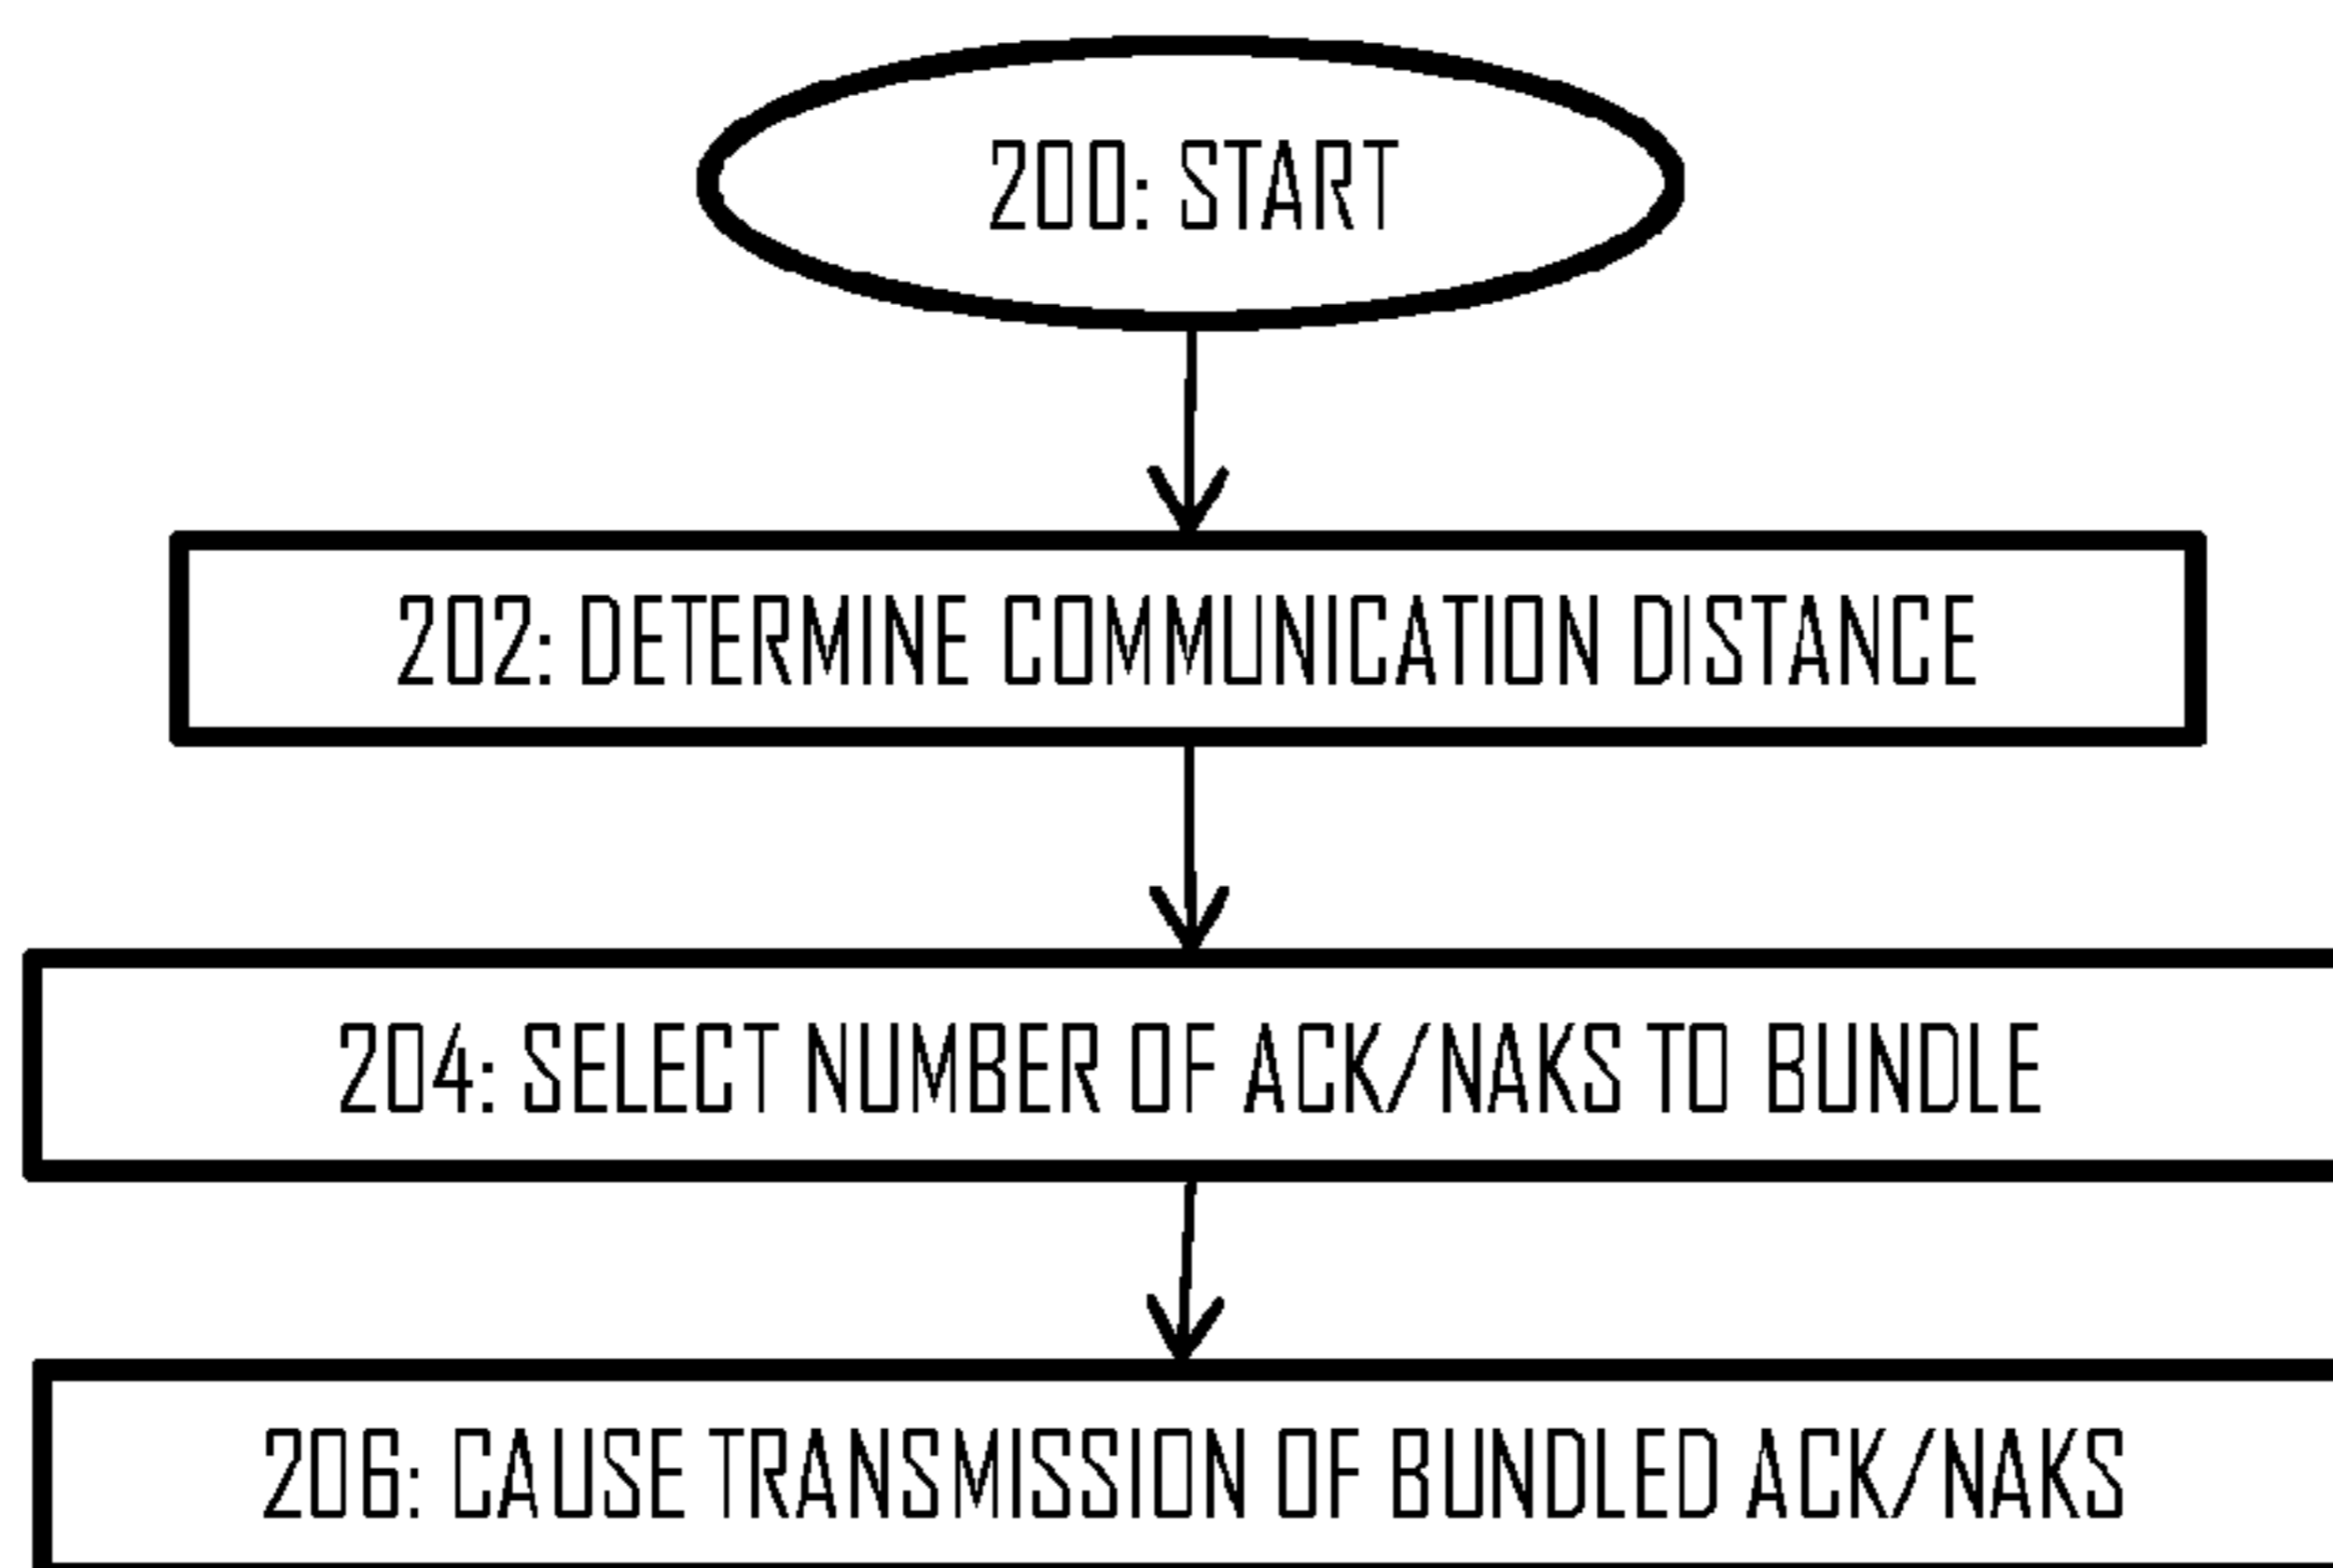 200: START
202: DETERMINE COMMUNICATION DISTANCE
204: SELECT NUMBER OF ACK/NAKS TO BUNDLE
206: CAUSE TRANSMISSION OF BUNDLED ACK/NAKS